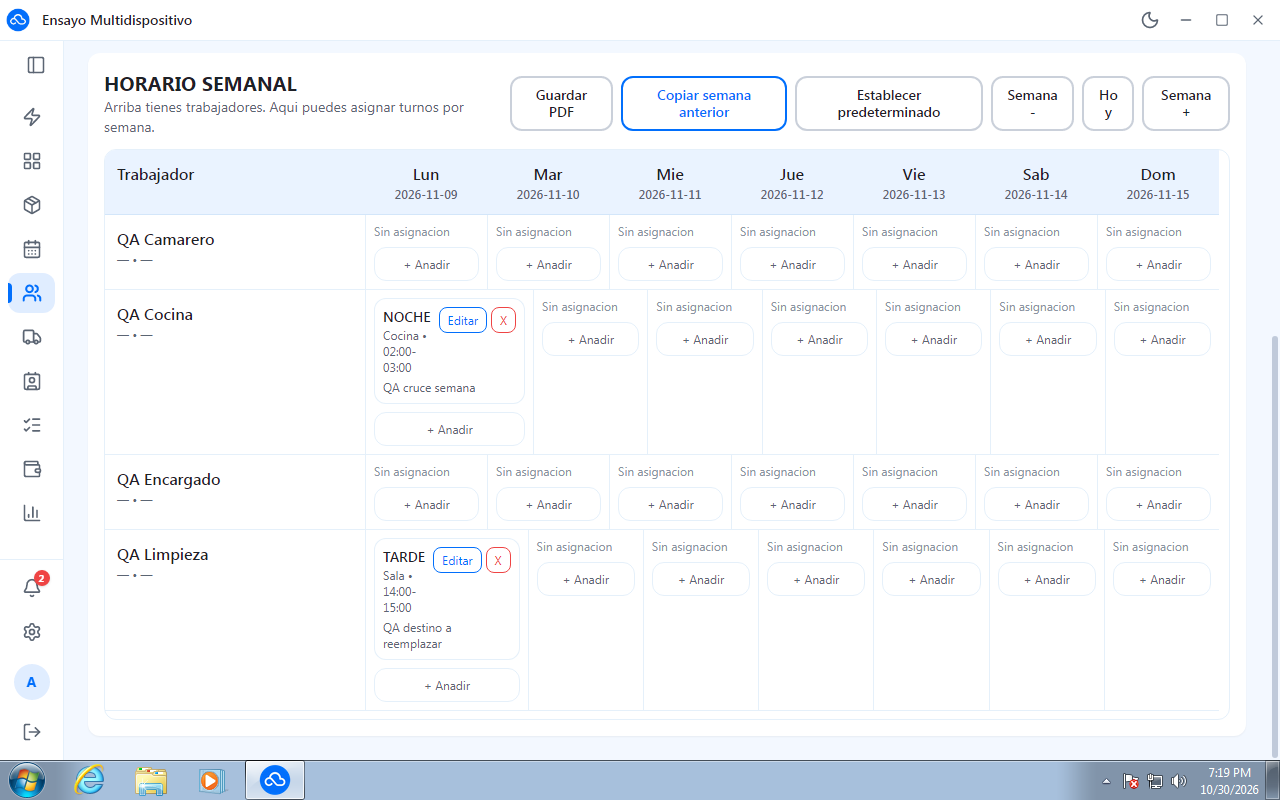 Ensayo Multidispositivo
HORARIO SEMANAL
Arriba tienes trabajadores. Aqui puedes asignar turnos por
semana.
Guardar
PDF
Copiar semana
anterior
Establecer
predeterminado
Semana
-
Ho
y
Semana
+
Trabajador
Lun
2026-11-09
Mar
2026-11-10
Mie
2026-11-11
Jue
2026-11-12
Vie
2026-11-13
Sab
2026-11-14
Dom
2026-11-15
QA Camarero
— • —
Sin asignacion
+ Anadir
Sin asignacion
+ Anadir
Sin asignacion
+ Anadir
Sin asignacion
+ Anadir
Sin asignacion
+ Anadir
Sin asignacion
+ Anadir
Sin asignacion
+ Anadir
QA Cocina
— • —
NOCHE
Editar
X
Cocina •
02:00-
03:00
QA cruce semana
+ Anadir
Sin asignacion
+ Anadir
Sin asignacion
+ Anadir
Sin asignacion
+ Anadir
Sin asignacion
+ Anadir
Sin asignacion
+ Anadir
Sin asignacion
+ Anadir
QA Encargado
— • —
Sin asignacion
+ Anadir
Sin asignacion
+ Anadir
Sin asignacion
+ Anadir
Sin asignacion
+ Anadir
Sin asignacion
+ Anadir
Sin asignacion
+ Anadir
Sin asignacion
+ Anadir
QA Limpieza
— • —
TARDE
Editar
X
Sala •
14:00-
15:00
QA destino a
reemplazar
+ Anadir
Sin asignacion
+ Anadir
Sin asignacion
+ Anadir
Sin asignacion
+ Anadir
Sin asignacion
+ Anadir
Sin asignacion
+ Anadir
Sin asignacion
+ Anadir
2
A
7:19 PM
10/30/2026